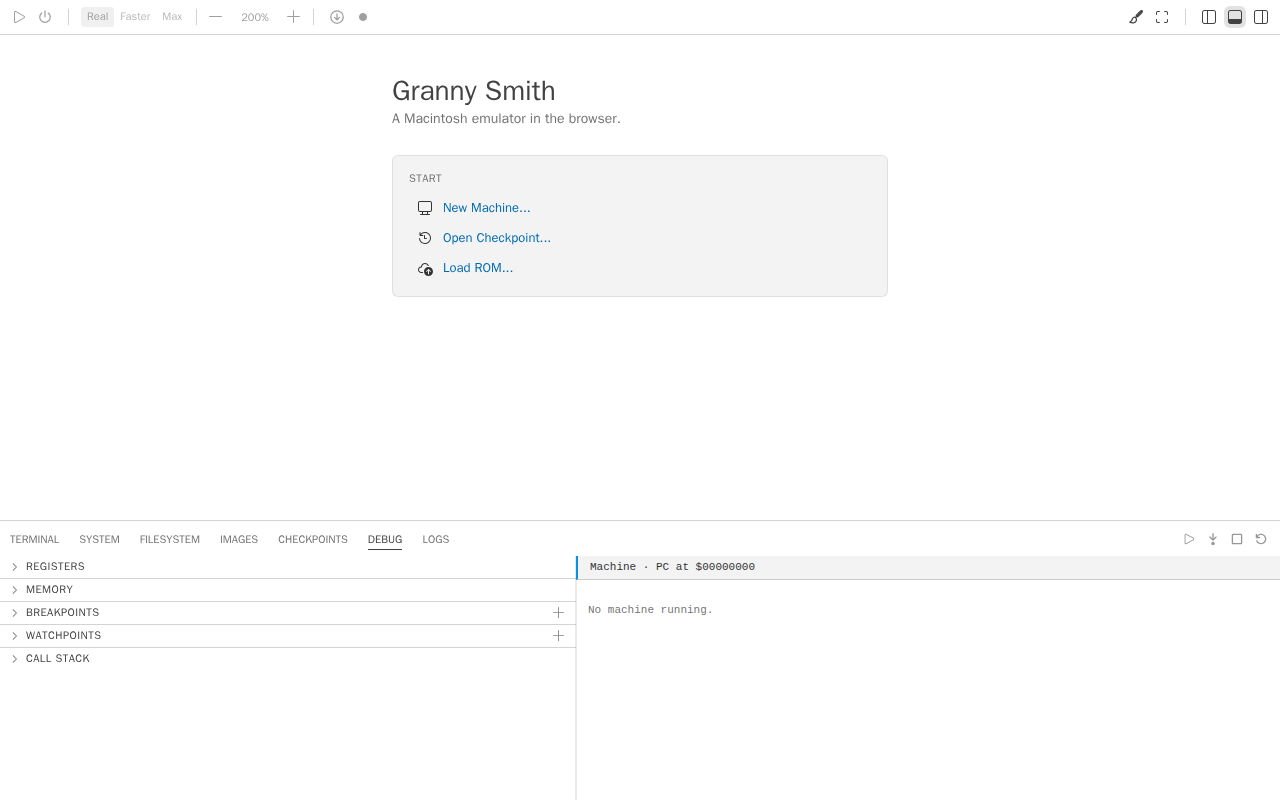 Real Faster Max 200%
Granny Smith
A Macintosh emulator in the browser.
START
New Machine...
Open Checkpoint...
Load ROM...
TERMINAL SYSTEM FILESYSTEM IMAGES CHECKPOINTS DEBUG LOGS
REGISTERS
MEMORY
BREAKPOINTS
WATCHPOINTS
CALL STACK
Machine · PC at $00000000
No machine running.